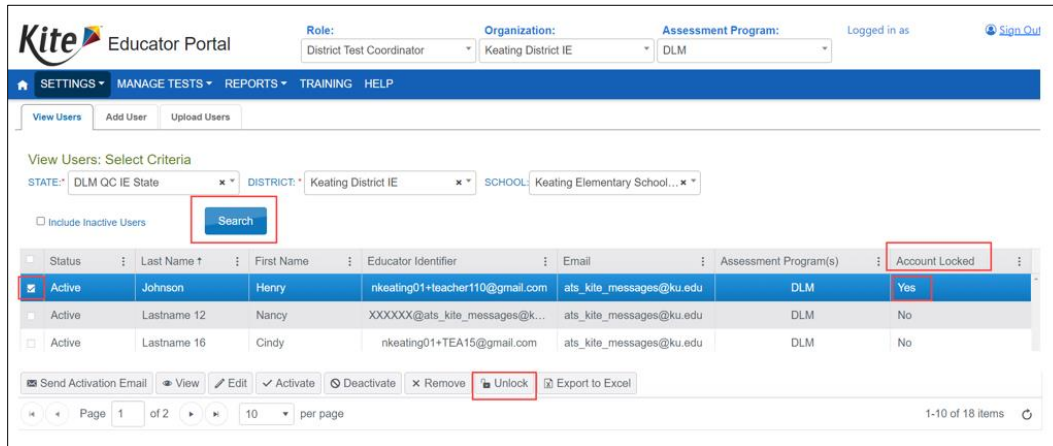 Role: Organization: Assessment Program: Logged in as Sign Out
Kite Educator Portal District Test Coordinator Keating District IE DLM
SETTINGS MANAGE TESTS REPORTS TRAINING HELP
View Users Add User Upload Users
View Users: Select Criteria
STATE:* DLM QC IE State DISTRICT: * Keating District IE SCHOOL: Keating Elementary School...
Include Inactive Users Search
Status Last Name ↑ First Name Educator Identifier Email Assessment Program(s) Account Locked
Active Johnson Henry nkeating01+teacher110@gmail.com ats_kite_messages@ku.edu DLM Yes
Active Lastname 12 Nancy XXXXXX@ats_kite_messages@k... ats_kite_messages@ku.edu DLM No
Active Lastname 16 Cindy nkeating01+TEA15@gmail.com ats_kite_messages@ku.edu DLM No
Send Activation Email View Edit Activate Deactivate Remove Unlock Export to Excel
Page 1 of 2 10 per page 1-10 of 18 items